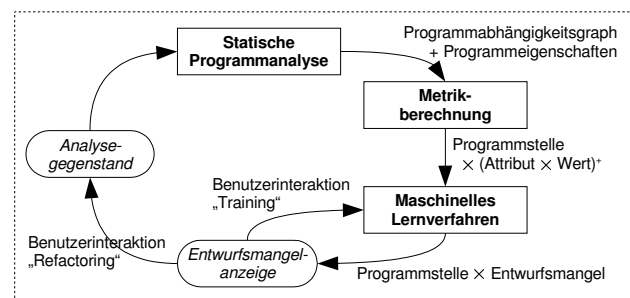 Statische
Programmanalyse
Programmabhängigkeitsgraph
+ Programmeigenschaften
Metrik-
berechnung
Analyse-
gegenstand
Programmstelle
× (Attribut × Wert)⁺
Benutzerinteraktion
„Training“
Maschinelles
Lernverfahren
Benutzerinteraktion
„Refactoring“
Entwurfsmangel-
anzeige
Programmstelle × Entwurfsmangel